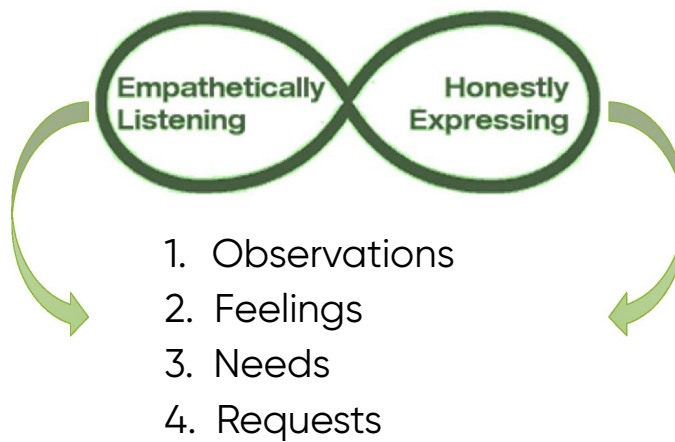 Empathetically
Listening
Honestly
Expressing
1. Observations
2. Feelings
3. Needs
4. Requests